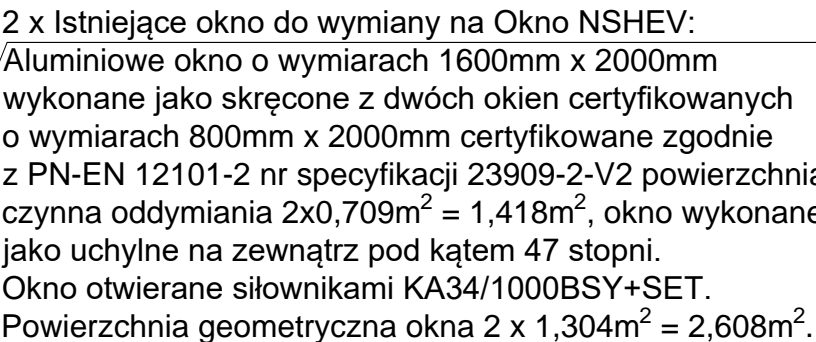 2 x Istniejące okno do wymiany na Okno NSHEV:
Aluminiowe okno o wymiarach 1600mm x 2000mm
wykonane jako skręcone z dwóch okien certyfikowanych
o wymiarach 800mm x 2000mm certyfikowane zgodnie
z PN-EN 12101-2 nr specyfikacji 23909-2-V2 powierzchnia
czynna oddymiania 2x0,709m² = 1,418m², okno wykonane
jako uchylne na zewnątrz pod kątem 47 stopni.
Okno otwierane siłownikami KA34/1000BSY+SET.
Powierzchnia geometryczna okna 2 x 1,304m² = 2,608m².